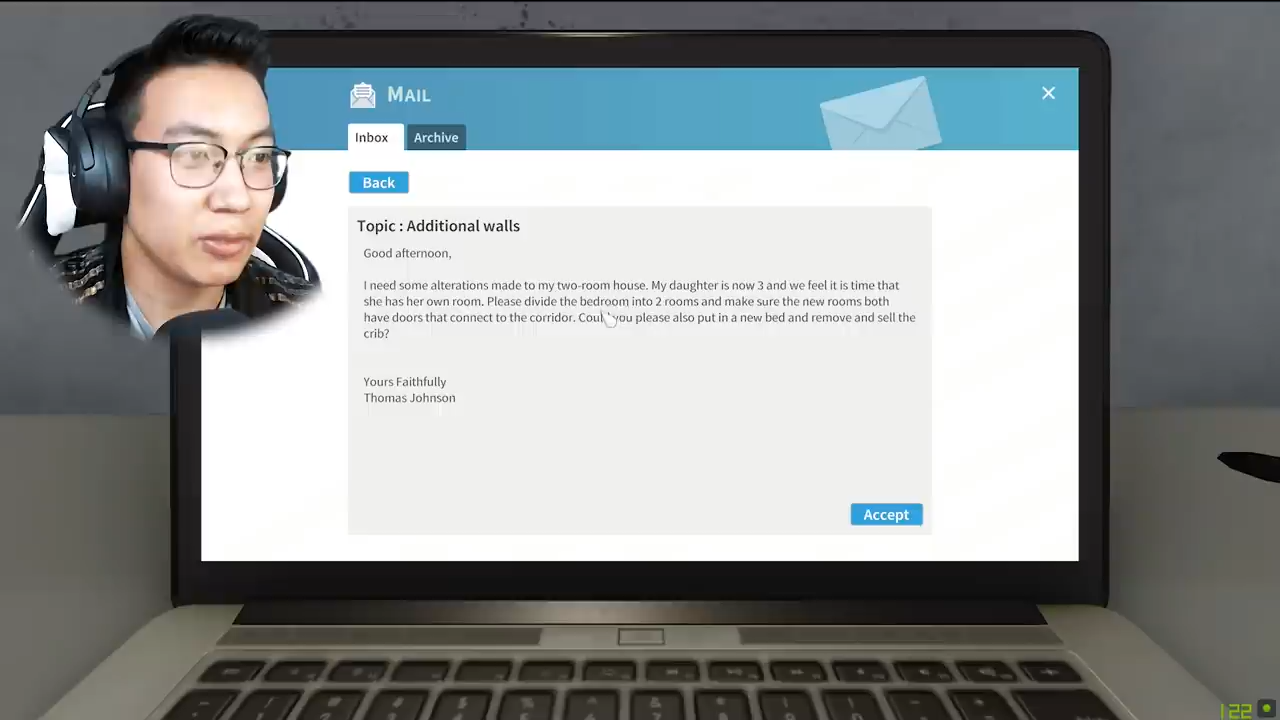 MAIL
Inbox Archive
Back
Topic : Additional walls
Good afternoon,
I need some alterations made to my two-room house. My daughter is now 3 and we feel it is time that
she has her own room. Please divide the bedroom into 2 rooms and make sure the new rooms both
have doors that connect to the corridor. Could you please also put in a new bed and remove and sell the
crib?
Yours Faithfully
Thomas Johnson
Accept
122